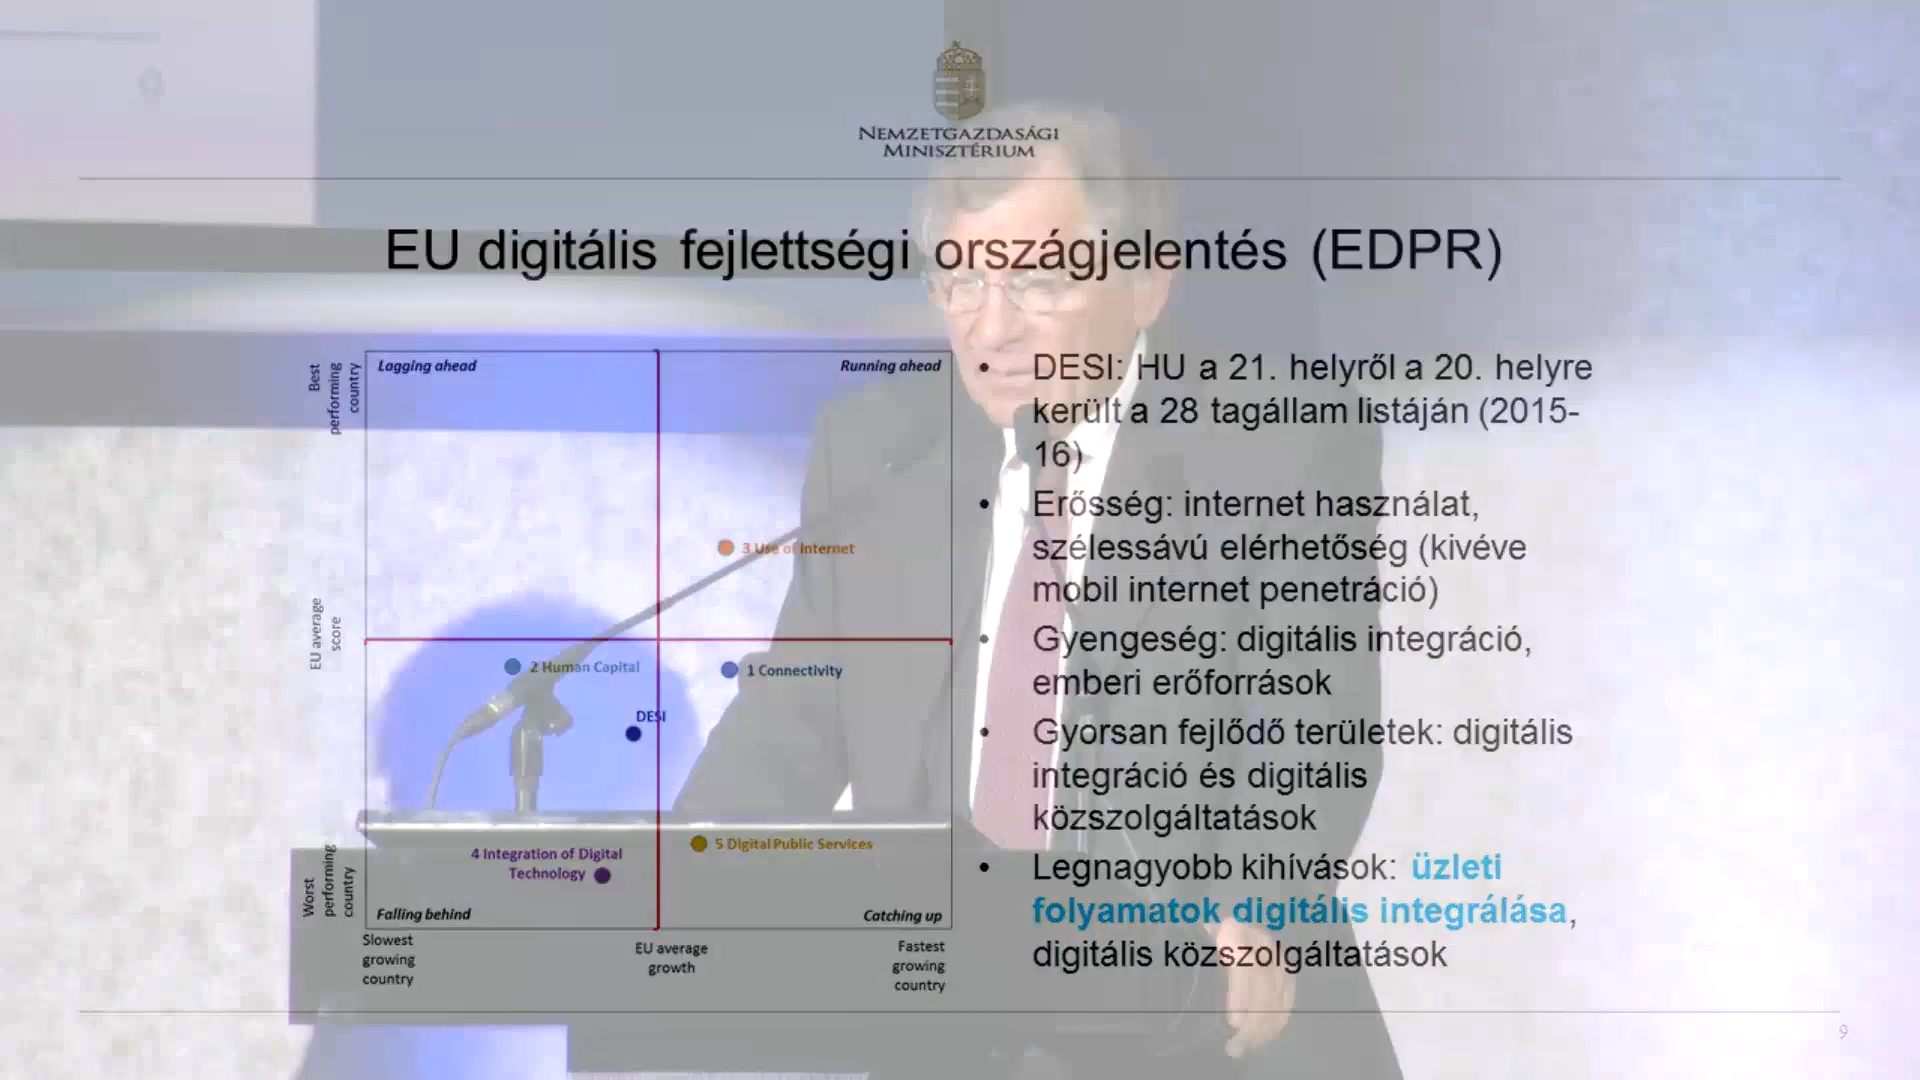 NEMZETGAZDASÁGI
MINISZTÉRIUM
EU digitális fejlettségi országjelentés (EDPR)
Best
performing
country
EU average
score
Worst
performing
country
Lagging ahead
Running ahead
3 Use of Internet
2 Human Capital
1 Connectivity
DESI
5 Digital Public Services
4 Integration of Digital
Technology
Falling behind
Catching up
Slowest
growing
country
EU average
growth
Fastest
growing
country
• DESI: HU a 21. helyről a 20. helyre
került a 28 tagállam listáján (2015-
16)
• Erősség: internet használat,
szélessávú elérhetőség (kivéve
mobil internet penetráció)
• Gyengeség: digitális integráció,
emberi erőforrások
• Gyorsan fejlődő területek: digitális
integráció és digitális
közszolgáltatások
• Legnagyobb kihívások: üzleti
folyamatok digitális integrálása,
digitális közszolgáltatások
9